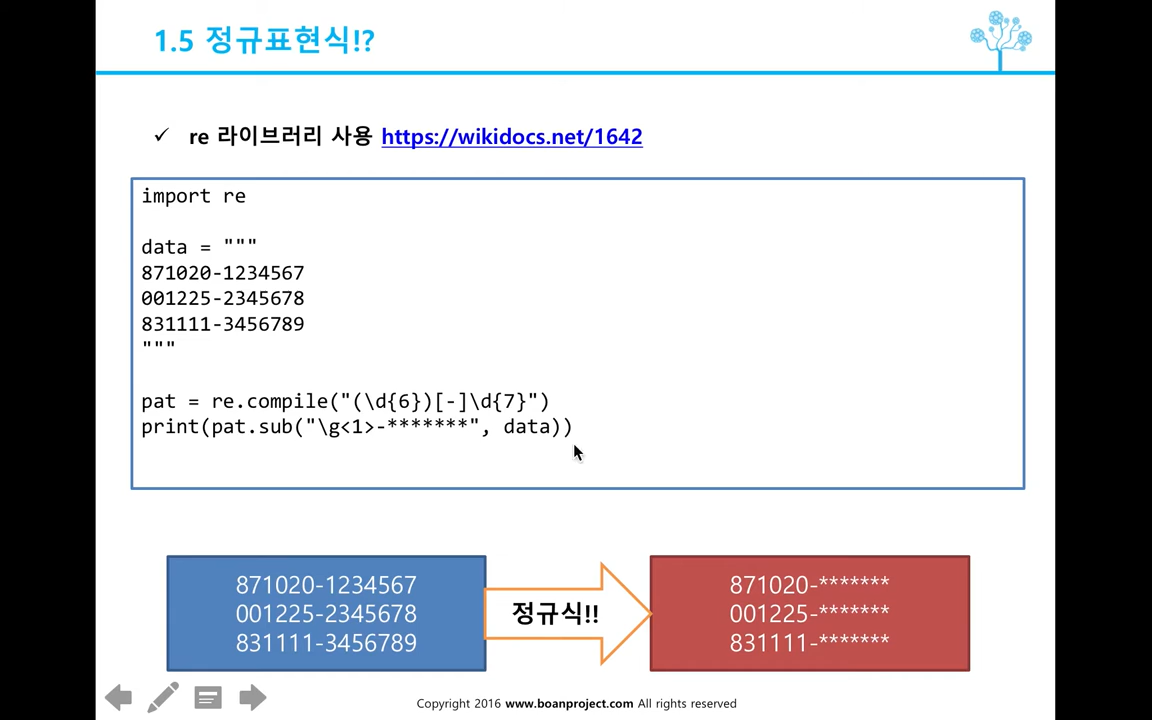 1.5 정규표현식!?
✓ re 라이브러리 사용 https://wikidocs.net/1642
import re
data = """
871020-1234567
001225-2345678
831111-3456789
"""
pat = re.compile("(\d{6})[-]\d{7}")
print(pat.sub("\g<1>-*******", data))
871020-1234567
001225-2345678
831111-3456789
정규식!!
871020-*******
001225-*******
831111-*******
Copyright 2016 www.boanproject.com All rights reserved